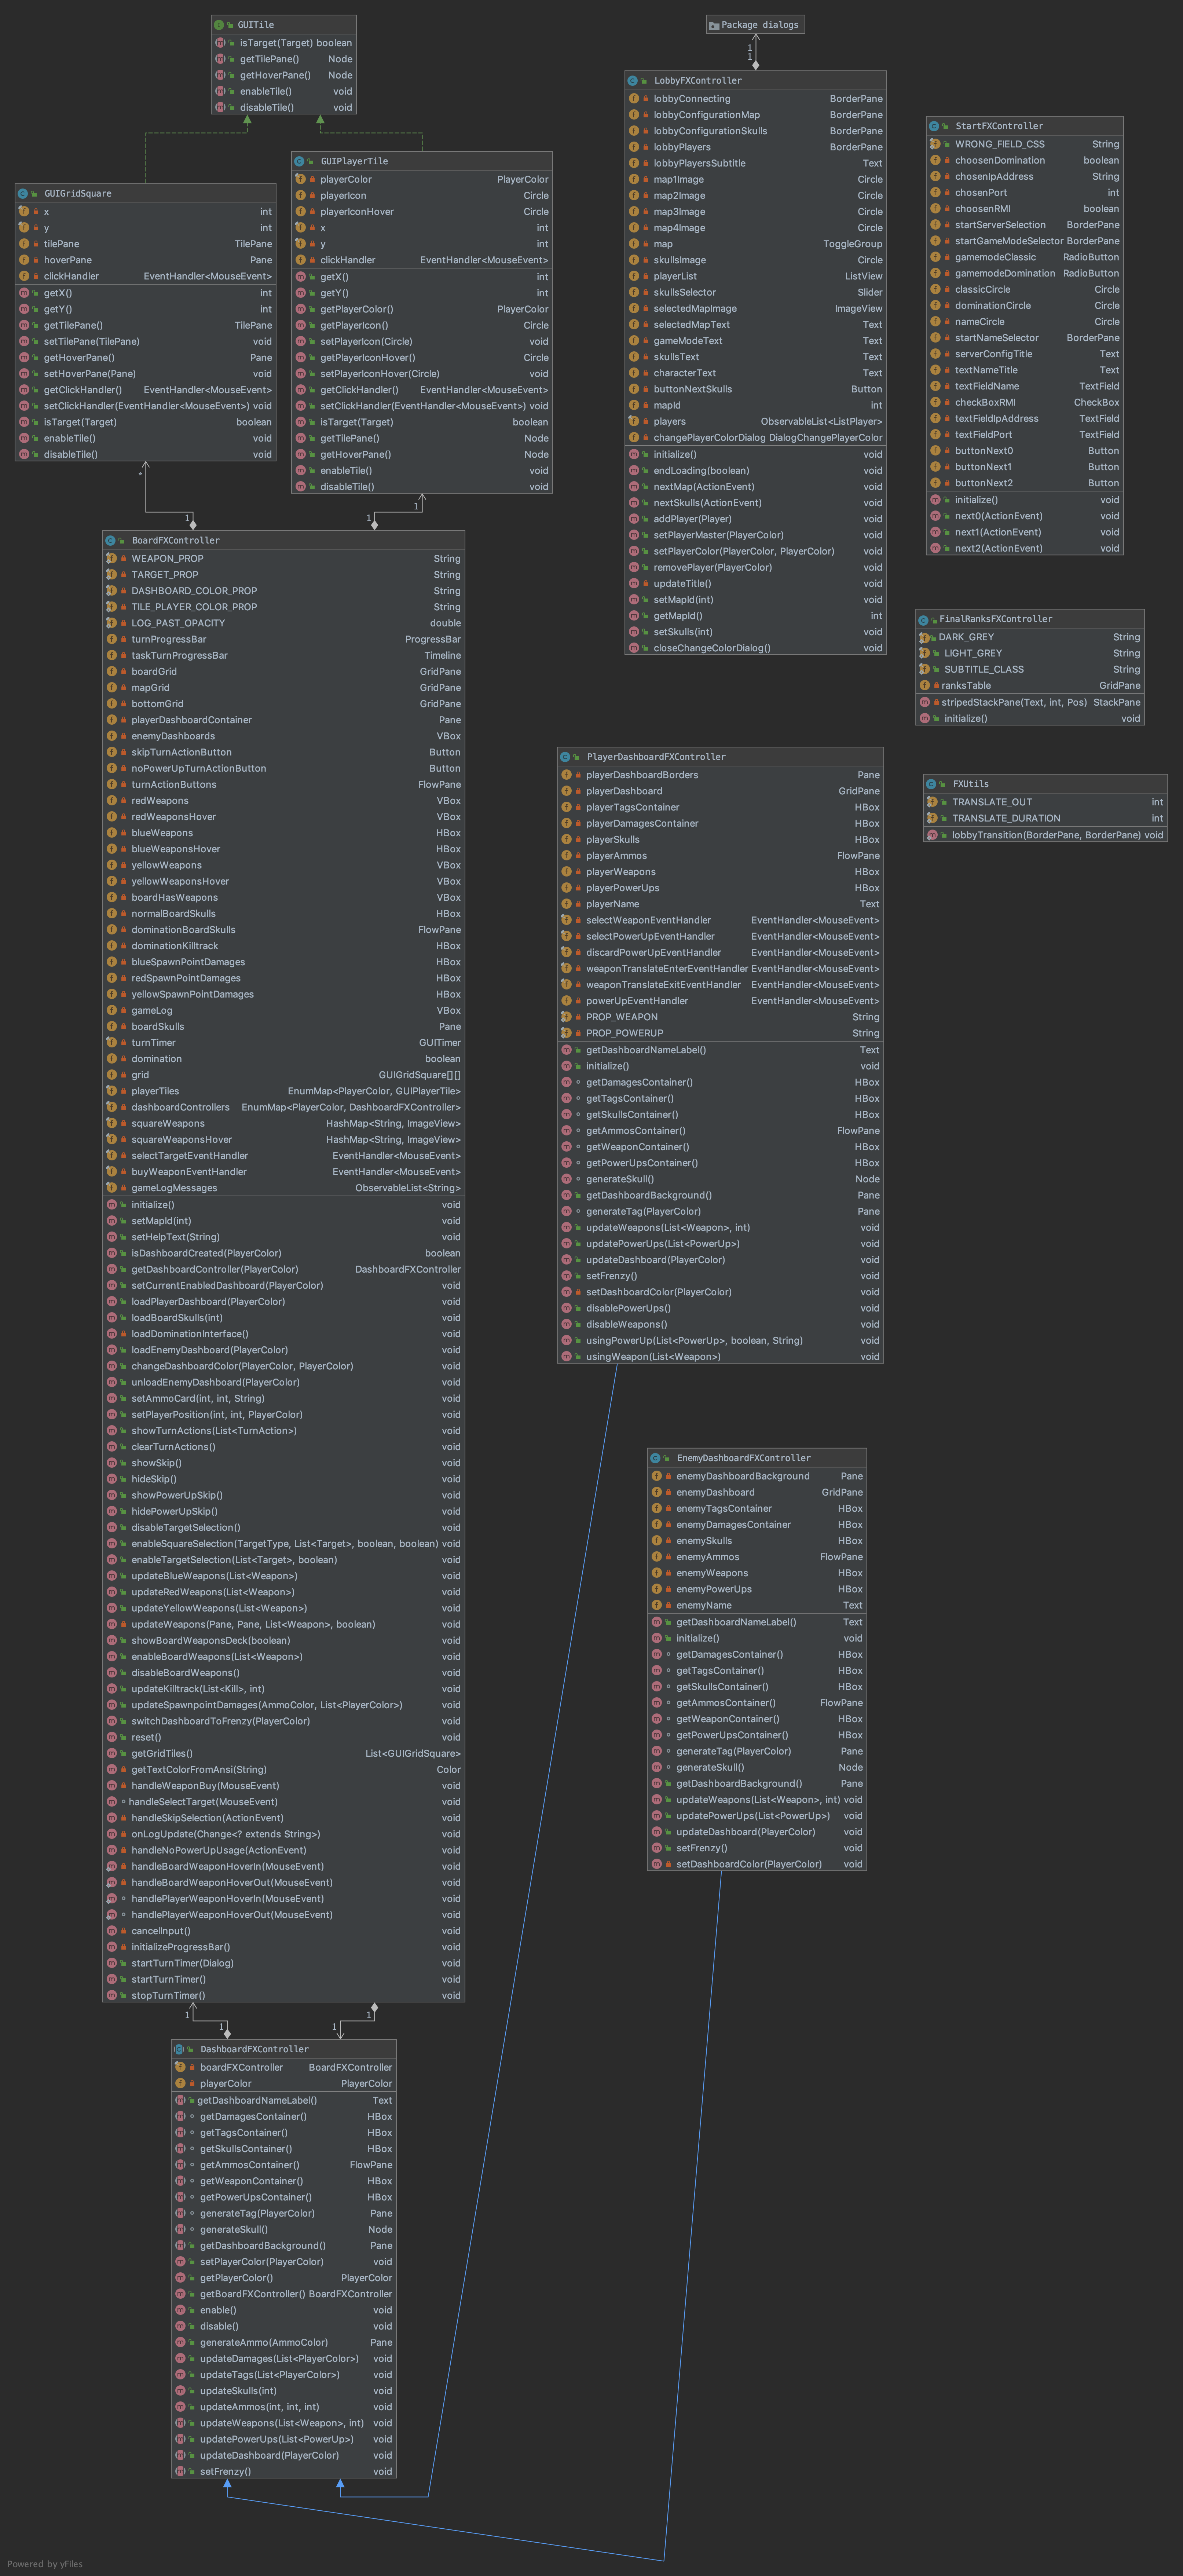 GUITile
isTarget(Target) boolean
getTilePane() Node
getHoverPane() Node
enableTile() void
disableTile() void
GUIGridSquare
x int
y int
tilePane TilePane
hoverPane Pane
clickHandler EventHandler<MouseEvent>
getX() int
getY() int
getTilePane() TilePane
setTilePane(TilePane) void
getHoverPane() Pane
setHoverPane(Pane) void
getClickHandler() EventHandler<MouseEvent>
setClickHandler(EventHandler<MouseEvent>) void
isTarget(Target) boolean
enableTile() void
disableTile() void
GUIPlayerTile
playerColor PlayerColor
playerIcon Circle
playerIconHover Circle
x int
y int
clickHandler EventHandler<MouseEvent>
getX() int
getY() int
getPlayerColor() PlayerColor
getPlayerIcon() Circle
setPlayerIcon(Circle) void
getPlayerIconHover() Circle
setPlayerIconHover(Circle) void
getClickHandler() EventHandler<MouseEvent>
setClickHandler(EventHandler<MouseEvent>) void
isTarget(Target) boolean
getTilePane() Node
getHoverPane() Node
enableTile() void
disableTile() void
*
1
1
1
BoardFXController
WEAPON_PROP String
TARGET_PROP String
DASHBOARD_COLOR_PROP String
TILE_PLAYER_COLOR_PROP String
LOG_PAST_OPACITY double
turnProgressBar ProgressBar
taskTurnProgressBar Timeline
boardGrid GridPane
mapGrid GridPane
bottomGrid GridPane
playerDashboardContainer Pane
enemyDashboards VBox
skipTurnActionButton Button
noPowerUpTurnActionButton Button
turnActionButtons FlowPane
redWeapons VBox
redWeaponsHover VBox
blueWeapons HBox
blueWeaponsHover HBox
yellowWeapons VBox
yellowWeaponsHover VBox
boardHasWeapons VBox
normalBoardSkulls HBox
dominationBoardSkulls FlowPane
dominationKilltrack HBox
blueSpawnPointDamages HBox
redSpawnPointDamages HBox
yellowSpawnPointDamages HBox
gameLog VBox
boardSkulls Pane
turnTimer GUITimer
domination boolean
grid GUIGridSquare[][]
playerTiles EnumMap<PlayerColor, GUIPlayerTile>
dashboardControllers EnumMap<PlayerColor, DashboardFXController>
squareWeapons HashMap<String, ImageView>
squareWeaponsHover HashMap<String, ImageView>
selectTargetEventHandler EventHandler<MouseEvent>
buyWeaponEventHandler EventHandler<MouseEvent>
gameLogMessages ObservableList<String>
initialize() void
setMapId(int) void
setHelpText(String) void
isDashboardCreated(PlayerColor) boolean
getDashboardController(PlayerColor) DashboardFXController
setCurrentEnabledDashboard(PlayerColor) void
loadPlayerDashboard(PlayerColor) void
loadBoardSkulls(int) void
loadDominationInterface() void
loadEnemyDashboard(PlayerColor) void
changeDashboardColor(PlayerColor, PlayerColor) void
unloadEnemyDashboard(PlayerColor) void
setAmmoCard(int, int, String) void
setPlayerPosition(int, int, PlayerColor) void
showTurnActions(List<TurnAction>) void
clearTurnActions() void
showSkip() void
hideSkip() void
showPowerUpSkip() void
hidePowerUpSkip() void
disableTargetSelection() void
enableSquareSelection(TargetType, List<Target>, boolean, boolean) void
enableTargetSelection(List<Target>, boolean) void
updateBlueWeapons(List<Weapon>) void
updateRedWeapons(List<Weapon>) void
updateYellowWeapons(List<Weapon>) void
updateWeapons(Pane, Pane, List<Weapon>, boolean) void
showBoardWeaponsDeck(boolean) void
enableBoardWeapons(List<Weapon>) void
disableBoardWeapons() void
updateKilltrack(List<Kill>, int) void
updateSpawnpointDamages(AmmoColor, List<PlayerColor>) void
switchDashboardToFrenzy(PlayerColor) void
reset() void
getGridTiles() List<GUIGridSquare>
getTextColorFromAnsi(String) Color
handleWeaponBuy(MouseEvent) void
handleSelectTarget(MouseEvent) void
handleSkipSelection(ActionEvent) void
onLogUpdate(Change<? extends String>) void
handleNoPowerUpUsage(ActionEvent) void
handleBoardWeaponHoverIn(MouseEvent) void
handleBoardWeaponHoverOut(MouseEvent) void
handlePlayerWeaponHoverIn(MouseEvent) void
handlePlayerWeaponHoverOut(MouseEvent) void
cancelInput() void
initializeProgressBar() void
startTurnTimer(Dialog) void
startTurnTimer() void
stopTurnTimer() void
1
1
1
1
DashboardFXController
boardFXController BoardFXController
playerColor PlayerColor
getDashboardNameLabel() Text
getDamagesContainer() HBox
getTagsContainer() HBox
getSkullsContainer() HBox
getAmmosContainer() FlowPane
getWeaponContainer() HBox
getPowerUpsContainer() HBox
generateTag(PlayerColor) Pane
generateSkull() Node
getDashboardBackground() Pane
setPlayerColor(PlayerColor) void
getPlayerColor() PlayerColor
getBoardFXController() BoardFXController
enable() void
disable() void
generateAmmo(AmmoColor) Pane
updateDamages(List<PlayerColor>) void
updateTags(List<PlayerColor>) void
updateSkulls(int) void
updateAmmos(int, int, int) void
updateWeapons(List<Weapon>, int) void
updatePowerUps(List<PowerUp>) void
updateDashboard(PlayerColor) void
setFrenzy() void
Package dialogs
1
1
LobbyFXController
lobbyConnecting BorderPane
lobbyConfigurationMap BorderPane
lobbyConfigurationSkulls BorderPane
lobbyPlayers BorderPane
lobbyPlayersSubtitle Text
map1Image Circle
map2Image Circle
map3Image Circle
map4Image Circle
map ToggleGroup
skullsImage Circle
playerList ListView
skullsSelector Slider
selectedMapImage ImageView
selectedMapText Text
gameModeText Text
skullsText Text
characterText Text
buttonNextSkulls Button
mapId int
players ObservableList<ListPlayer>
changePlayerColorDialog DialogChangePlayerColor
initialize() void
endLoading(boolean) void
nextMap(ActionEvent) void
nextSkulls(ActionEvent) void
addPlayer(Player) void
setPlayerMaster(PlayerColor) void
setPlayerColor(PlayerColor, PlayerColor) void
removePlayer(PlayerColor) void
updateTitle() void
setMapId(int) void
getMapId() int
setSkulls(int) void
closeChangeColorDialog() void
StartFXController
WRONG_FIELD_CSS String
choosenDomination boolean
chosenIpAddress String
chosenPort int
choosenRMI boolean
startServerSelection BorderPane
startGameModeSelector BorderPane
gamemodeClassic RadioButton
gamemodeDomination RadioButton
classicCircle Circle
dominationCircle Circle
nameCircle Circle
startNameSelector BorderPane
serverConfigTitle Text
textNameTitle Text
textFieldName TextField
checkBoxRMI CheckBox
textFieldIpAddress TextField
textFieldPort TextField
buttonNext0 Button
buttonNext1 Button
buttonNext2 Button
initialize() void
next0(ActionEvent) void
next1(ActionEvent) void
next2(ActionEvent) void
FinalRanksFXController
DARK_GREY String
LIGHT_GREY String
SUBTITLE_CLASS String
ranksTable GridPane
stripedStackPane(Text, int, Pos) StackPane
initialize() void
FXUtils
TRANSLATE_OUT int
TRANSLATE_DURATION int
lobbyTransition(BorderPane, BorderPane) void
PlayerDashboardFXController
playerDashboardBorders Pane
playerDashboard GridPane
playerTagsContainer HBox
playerDamagesContainer HBox
playerSkulls HBox
playerAmmos FlowPane
playerWeapons HBox
playerPowerUps HBox
playerName Text
selectWeaponEventHandler EventHandler<MouseEvent>
selectPowerUpEventHandler EventHandler<MouseEvent>
discardPowerUpEventHandler EventHandler<MouseEvent>
weaponTranslateEnterEventHandler EventHandler<MouseEvent>
weaponTranslateExitEventHandler EventHandler<MouseEvent>
powerUpEventHandler EventHandler<MouseEvent>
PROP_WEAPON String
PROP_POWERUP String
getDashboardNameLabel() Text
initialize() void
getDamagesContainer() HBox
getTagsContainer() HBox
getSkullsContainer() HBox
getAmmosContainer() FlowPane
getWeaponContainer() HBox
getPowerUpsContainer() HBox
generateSkull() Node
getDashboardBackground() Pane
generateTag(PlayerColor) Pane
updateWeapons(List<Weapon>, int) void
updatePowerUps(List<PowerUp>) void
updateDashboard(PlayerColor) void
setFrenzy() void
setDashboardColor(PlayerColor) void
disablePowerUps() void
disableWeapons() void
usingPowerUp(List<PowerUp>, boolean, String) void
usingWeapon(List<Weapon>) void
EnemyDashboardFXController
enemyDashboardBackground Pane
enemyDashboard GridPane
enemyTagsContainer HBox
enemyDamagesContainer HBox
enemySkulls HBox
enemyAmmos FlowPane
enemyWeapons HBox
enemyPowerUps HBox
enemyName Text
getDashboardNameLabel() Text
initialize() void
getDamagesContainer() HBox
getTagsContainer() HBox
getSkullsContainer() HBox
getAmmosContainer() FlowPane
getWeaponContainer() HBox
getPowerUpsContainer() HBox
generateTag(PlayerColor) Pane
generateSkull() Node
getDashboardBackground() Pane
updateWeapons(List<Weapon>, int) void
updatePowerUps(List<PowerUp>) void
updateDashboard(PlayerColor) void
setFrenzy() void
setDashboardColor(PlayerColor) void
Powered by yFiles